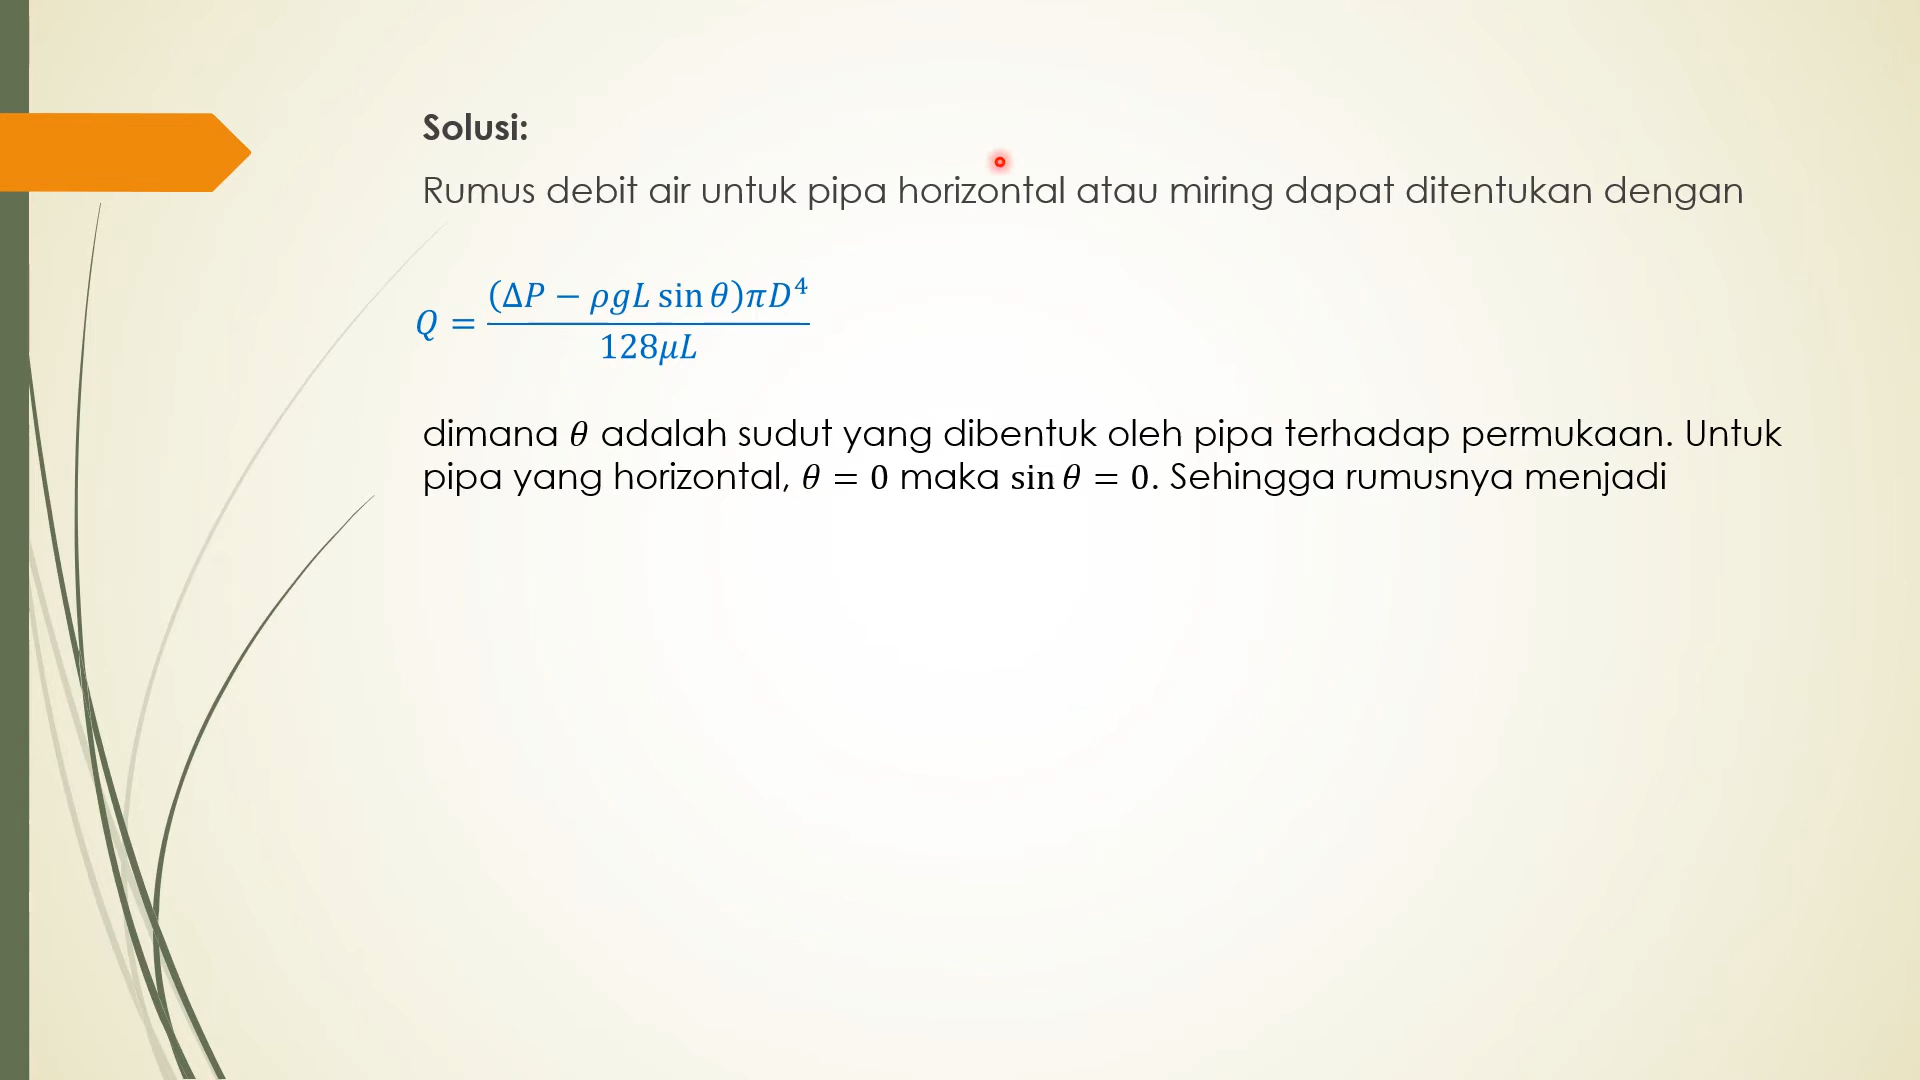 Solusi:
Rumus debit air untuk pipa horizontal atau miring dapat ditentukan dengan
Q = (ΔP − ρgL sin θ)πD⁴ / 128μL
dimana θ adalah sudut yang dibentuk oleh pipa terhadap permukaan. Untuk
pipa yang horizontal, θ = 0 maka sin θ = 0. Sehingga rumusnya menjadi